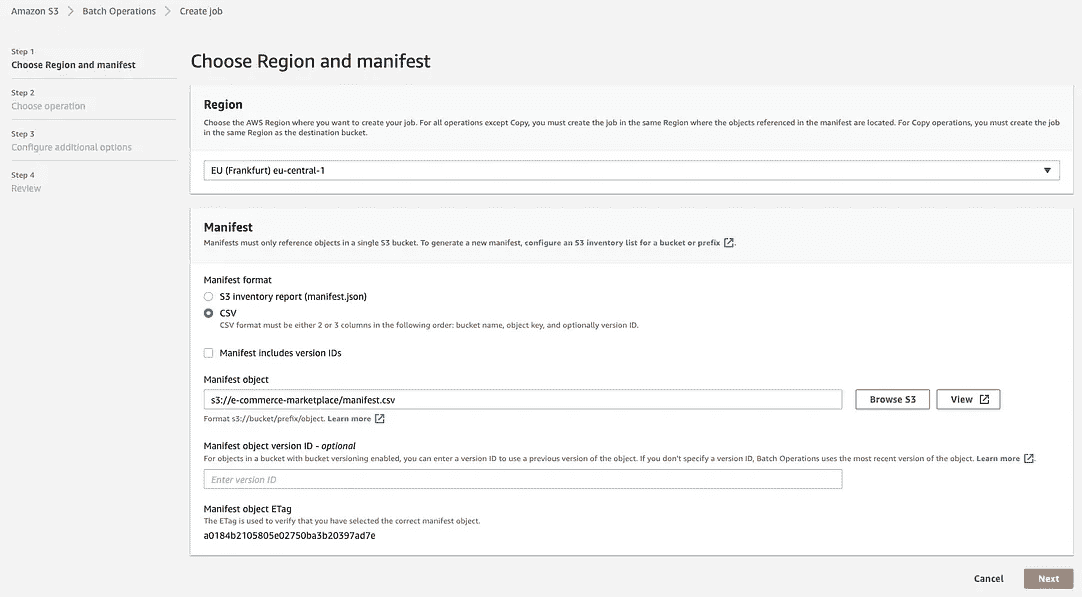 Amazon S3 > Batch Operations > Create job
Step 1
Choose Region and manifest
Step 2
Choose operation
Step 3
Configure additional options
Step 4
Review
Choose Region and manifest
Region
Choose the AWS Region where you want to create your job. For all operations except Copy, you must create the job in the same Region where the objects referenced in the manifest are located. For Copy operations, you must create the job
in the same Region as the destination bucket.
EU (Frankfurt) eu-central-1
Manifest
Manifests must only reference objects in a single S3 bucket. To generate a new manifest, configure an S3 inventory list for a bucket or prefix.
Manifest format
S3 inventory report (manifest.json)
CSV
CSV format must be either 2 or 3 columns in the following order: bucket name, object key, and optionally version ID.
Manifest includes version IDs
Manifest object
s3://e-commerce-marketplace/manifest.csv
Browse S3
View
Format s3://bucket/prefix/object. Learn more
Manifest object version ID - optional
For objects in a bucket with bucket versioning enabled, you can enter a version ID to use a previous version of the object. If you don't specify a version ID, Batch Operations uses the most recent version of the object. Learn more.
Enter version ID
Manifest object ETag
The ETag is used to verify that you have selected the correct manifest object.
a0184b2105805e02750ba3b20397ad7e
Cancel
Next